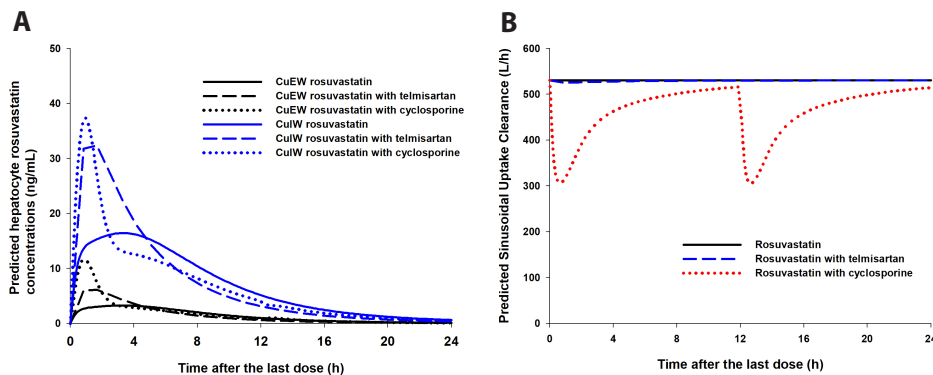 A
Predicted hepatocyte rosuvastatin
concentrations (ng/mL)
50
40
30
20
10
0
CuEW rosuvastatin
CuEW rosuvastatin with telmisartan
CuEW rosuvastatin with cyclosporine
CuIW rosuvastatin
CuIW rosuvastatin with telmisartan
CuIW rosuvastatin with cyclosporine
0 4 8 12 16 20 24
Time after the last dose (h)
B
Predicted Sinusoidal Uptake Clearance (L/h)
600
500
400
300
200
100
0
Rosuvastatin
Rosuvastatin with telmisartan
Rosuvastatin with cyclosporine
0 4 8 12 16 20 24
Time after the last dose (h)